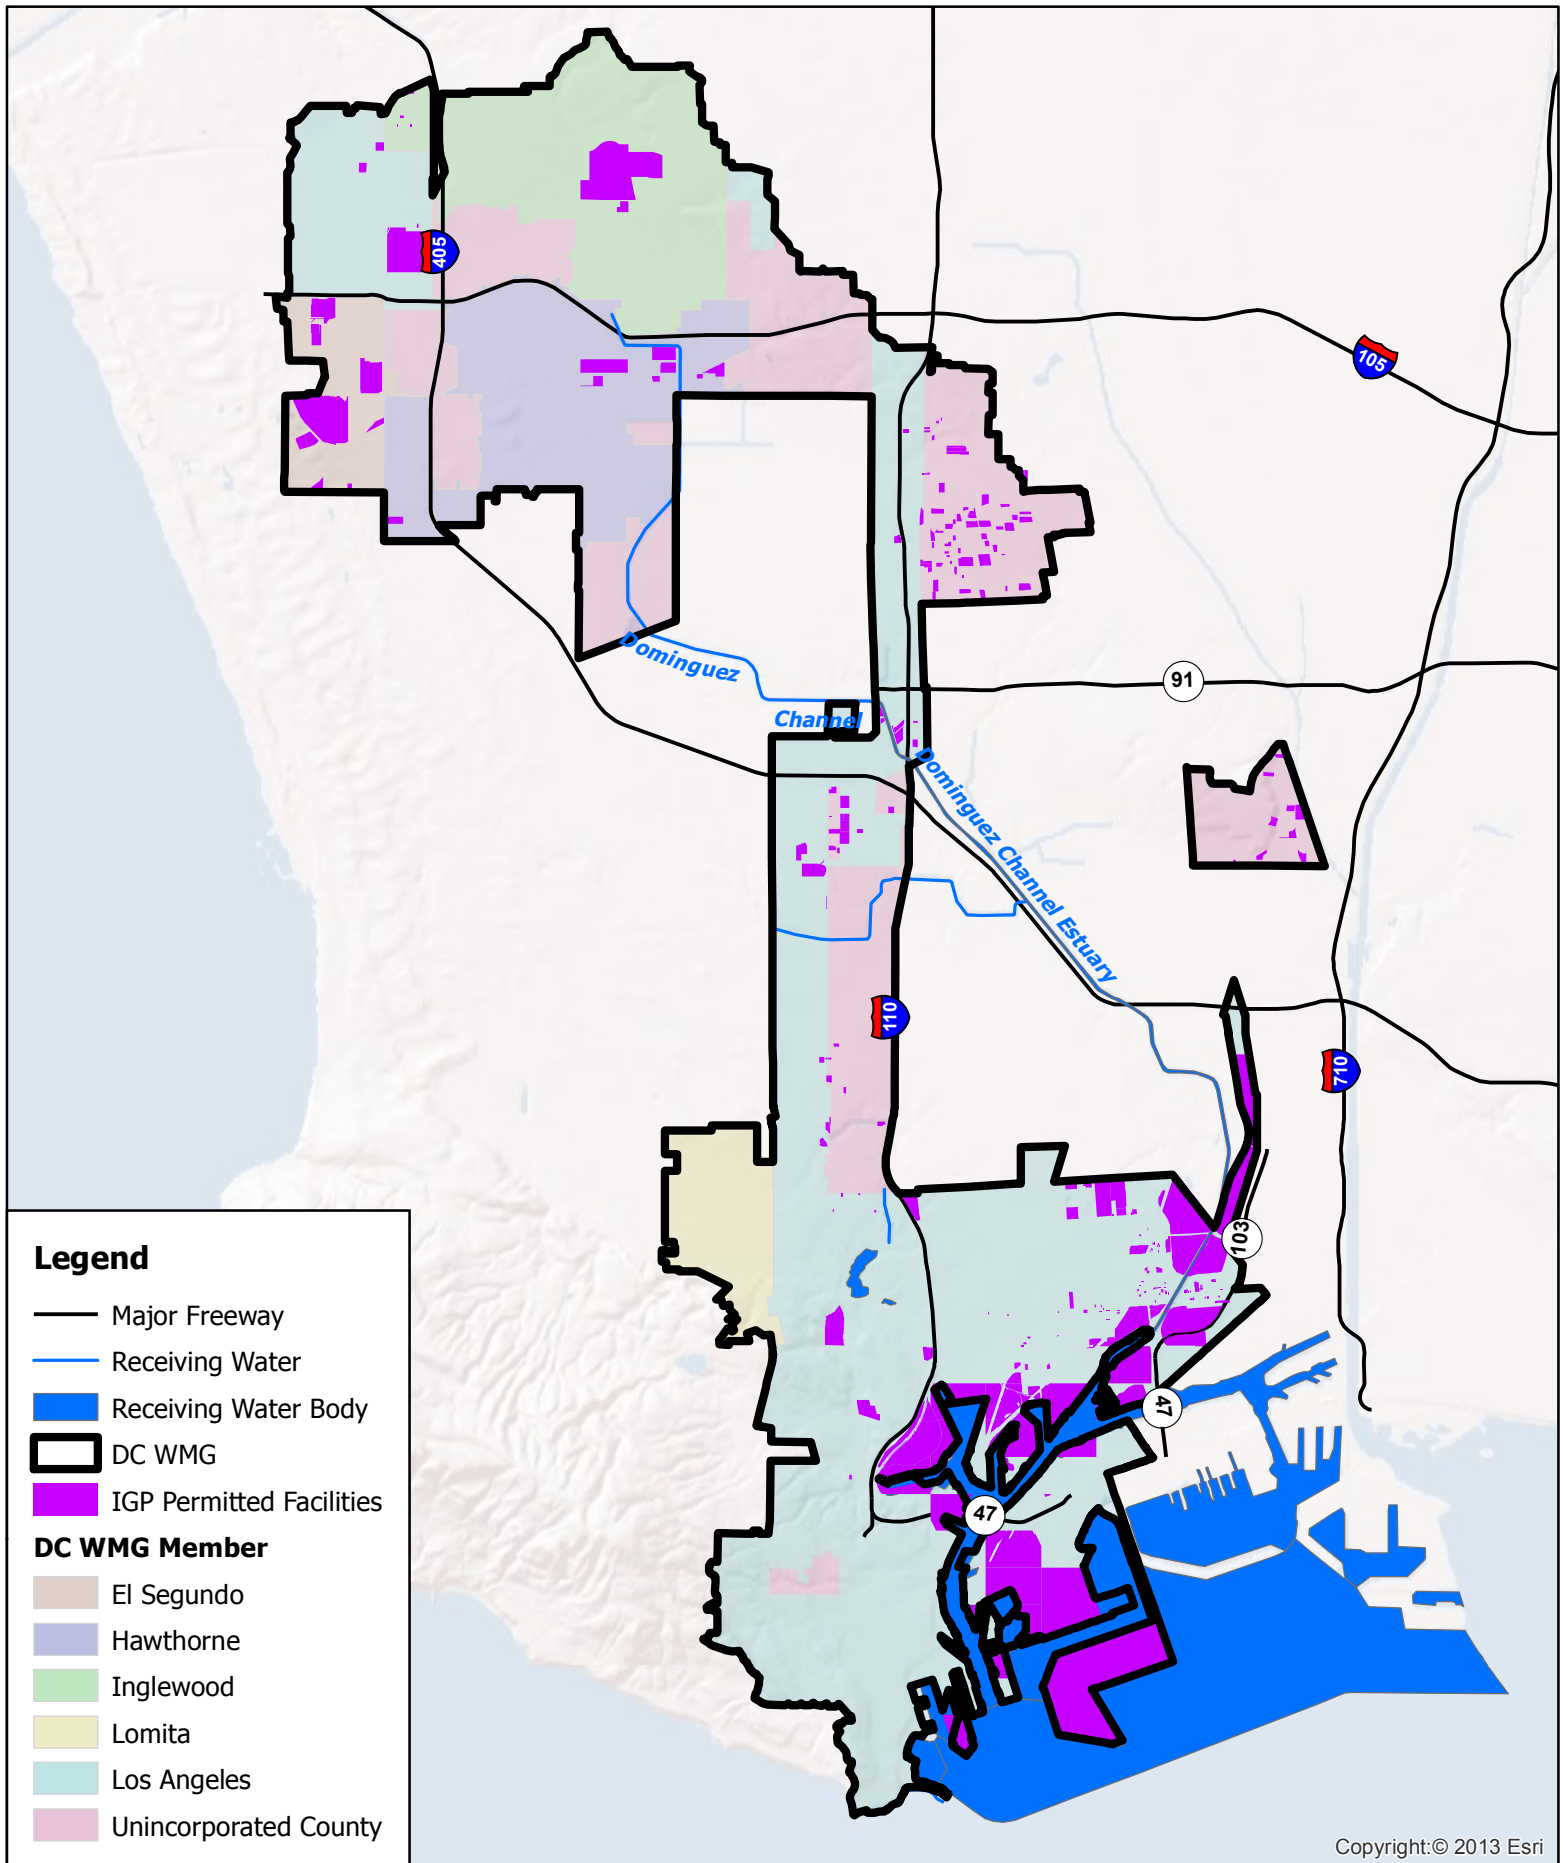 405
105
91
Dominguez
Channel
Dominguez Channel Estuary
110
710
103
47
47
Legend
Major Freeway
Receiving Water
Receiving Water Body
DC WMG
IGP Permitted Facilities
DC WMG Member
El Segundo
Hawthorne
Inglewood
Lomita
Los Angeles
Unincorporated County
Copyright:© 2013 Esri